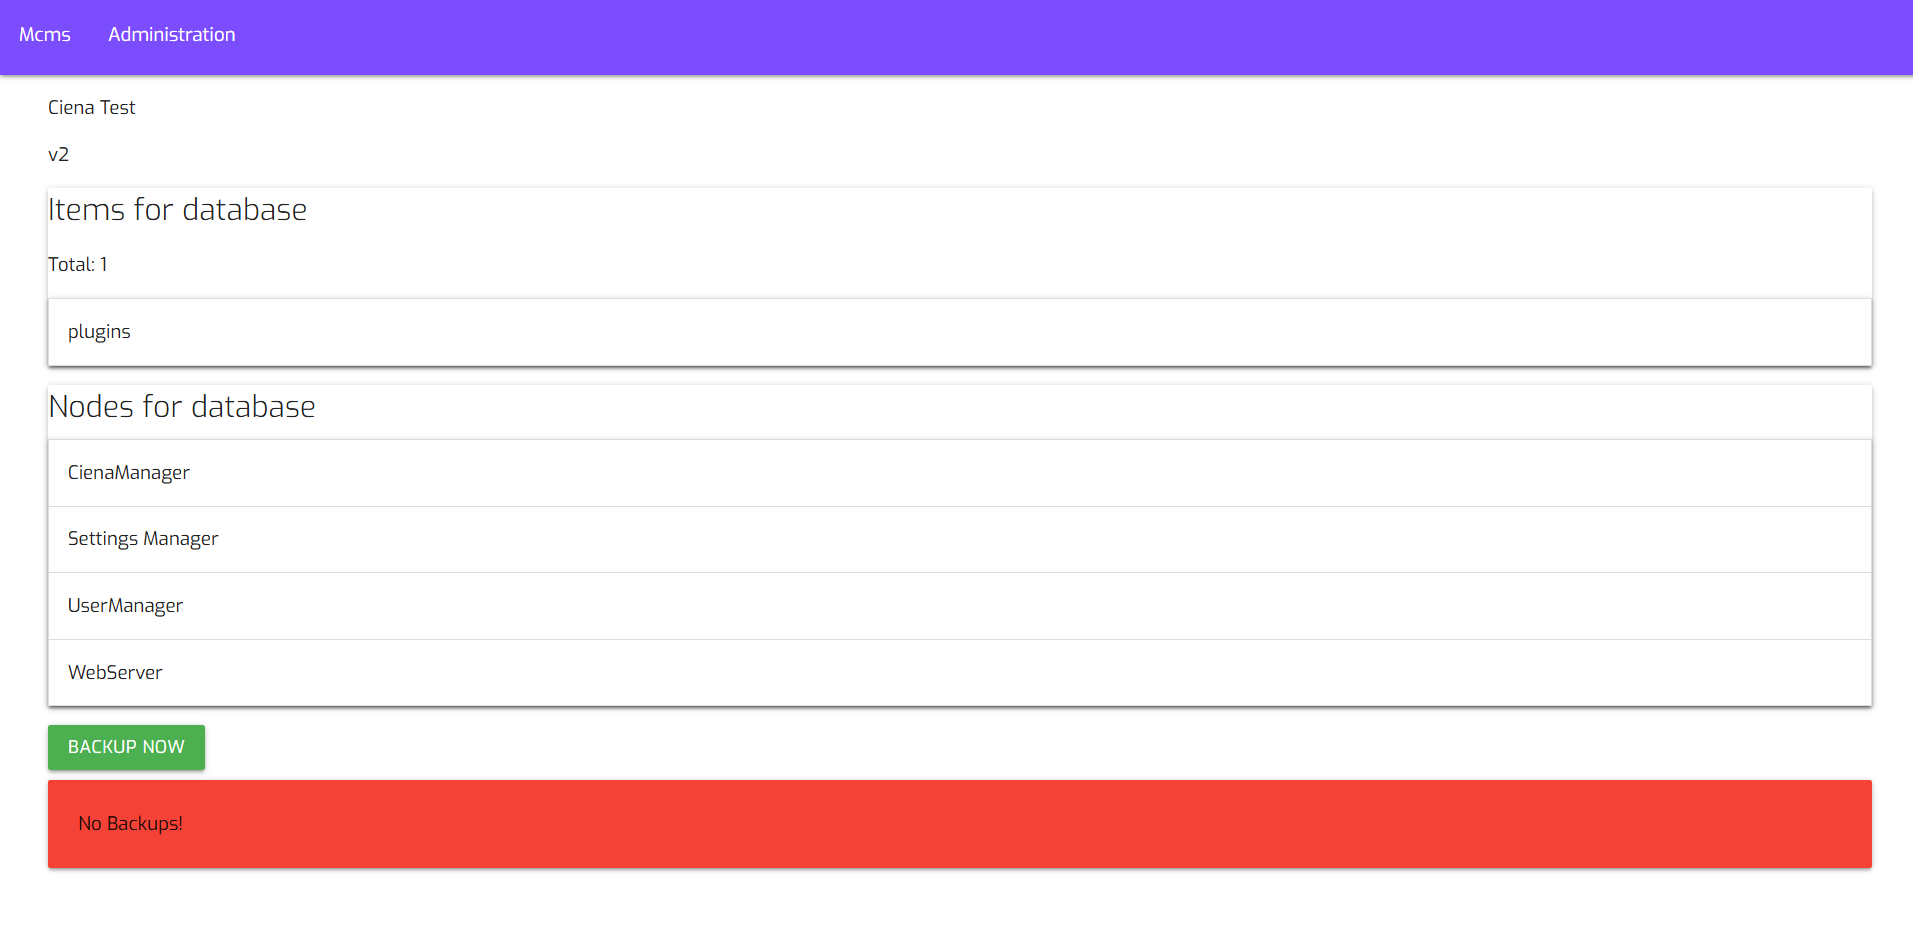 Mcms Administration
Ciena Test
v2
Items for database
Total: 1
plugins
Nodes for database
CienaManager
Settings Manager
UserManager
WebServer
BACKUP NOW
No Backups!